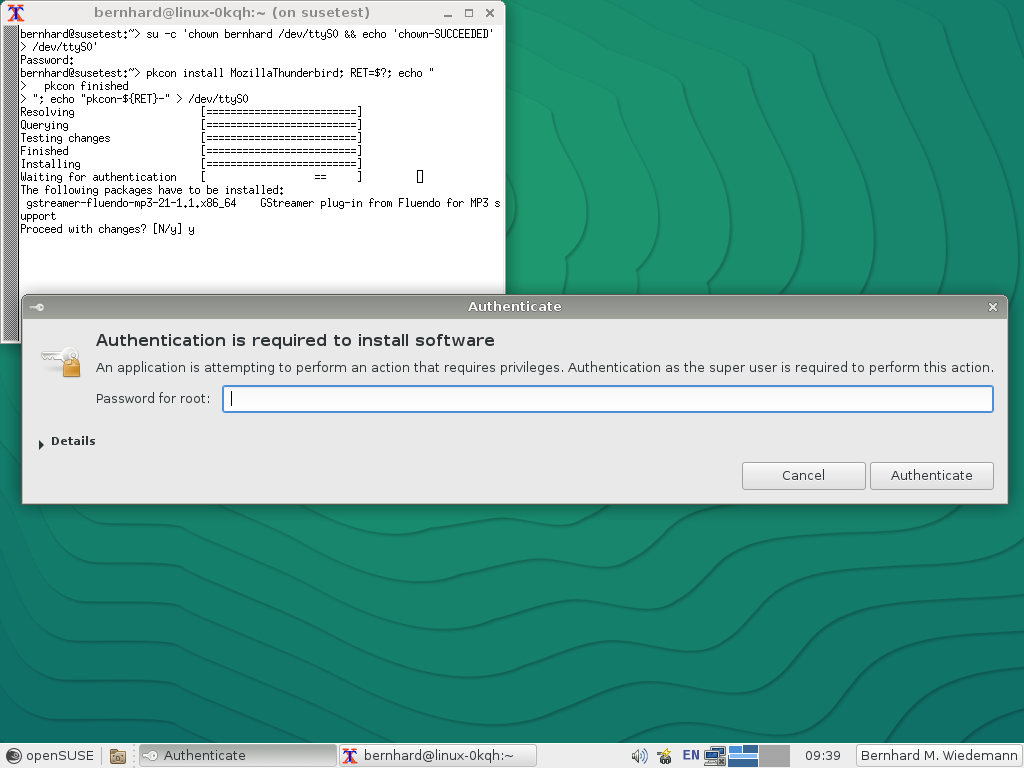 bernhard@linux-0kqh:~ (on susetest)
bernhard@susetest:~> su -c 'chown bernhard /dev/ttyS0 && echo 'chown-SUCCEEDED'
> /dev/ttyS0'
Password:
bernhard@susetest:~> pkcon install MozillaThunderbird; RET=$?; echo "
>   pkcon finished
> "; echo "pkcon-${RET}-" > /dev/ttyS0
Resolving                     [=========================]
Querying                      [=========================]
Testing changes               [=========================]
Finished                      [=========================]
Installing                    [=========================]
Waiting for authentication    [                  ==     ]
The following packages have to be installed:
 gstreamer-fluendo-mp3-21-1.1.x86_64    GStreamer plug-in from Fluendo for MP3 s
upport
Proceed with changes? [N/y] y
Authenticate
Authentication is required to install software
An application is attempting to perform an action that requires privileges. Authentication as the super user is required to perform this action.
Password for root:
Details
Cancel Authenticate
openSUSE Authenticate bernhard@linux-0kqh:~ EN 09:39 Bernhard M. Wiedemann